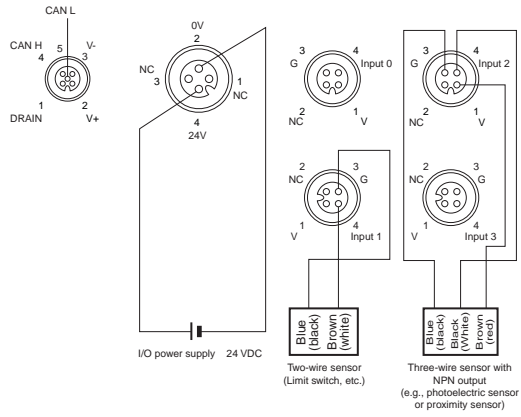 CAN L
CAN H 5 V-
4 3
1 2
DRAIN V+
0V
2
NC
3
1
NC
4
24V
I/O power supply 24 VDC
3 4
G Input 0
2 1
NC V
2 3
NC G
1 4
V Input 1
Blue
(black)
Brown
(white)
Two-wire sensor
(Limit switch, etc.)
3 4
G Input 2
2 1
NC V
2 3
NC G
1 4
V Input 3
Blue
(black)
Black
(White)
Brown
(red)
Three-wire sensor with
NPN output
(e.g., photoelectric sensor
or proximity sensor)